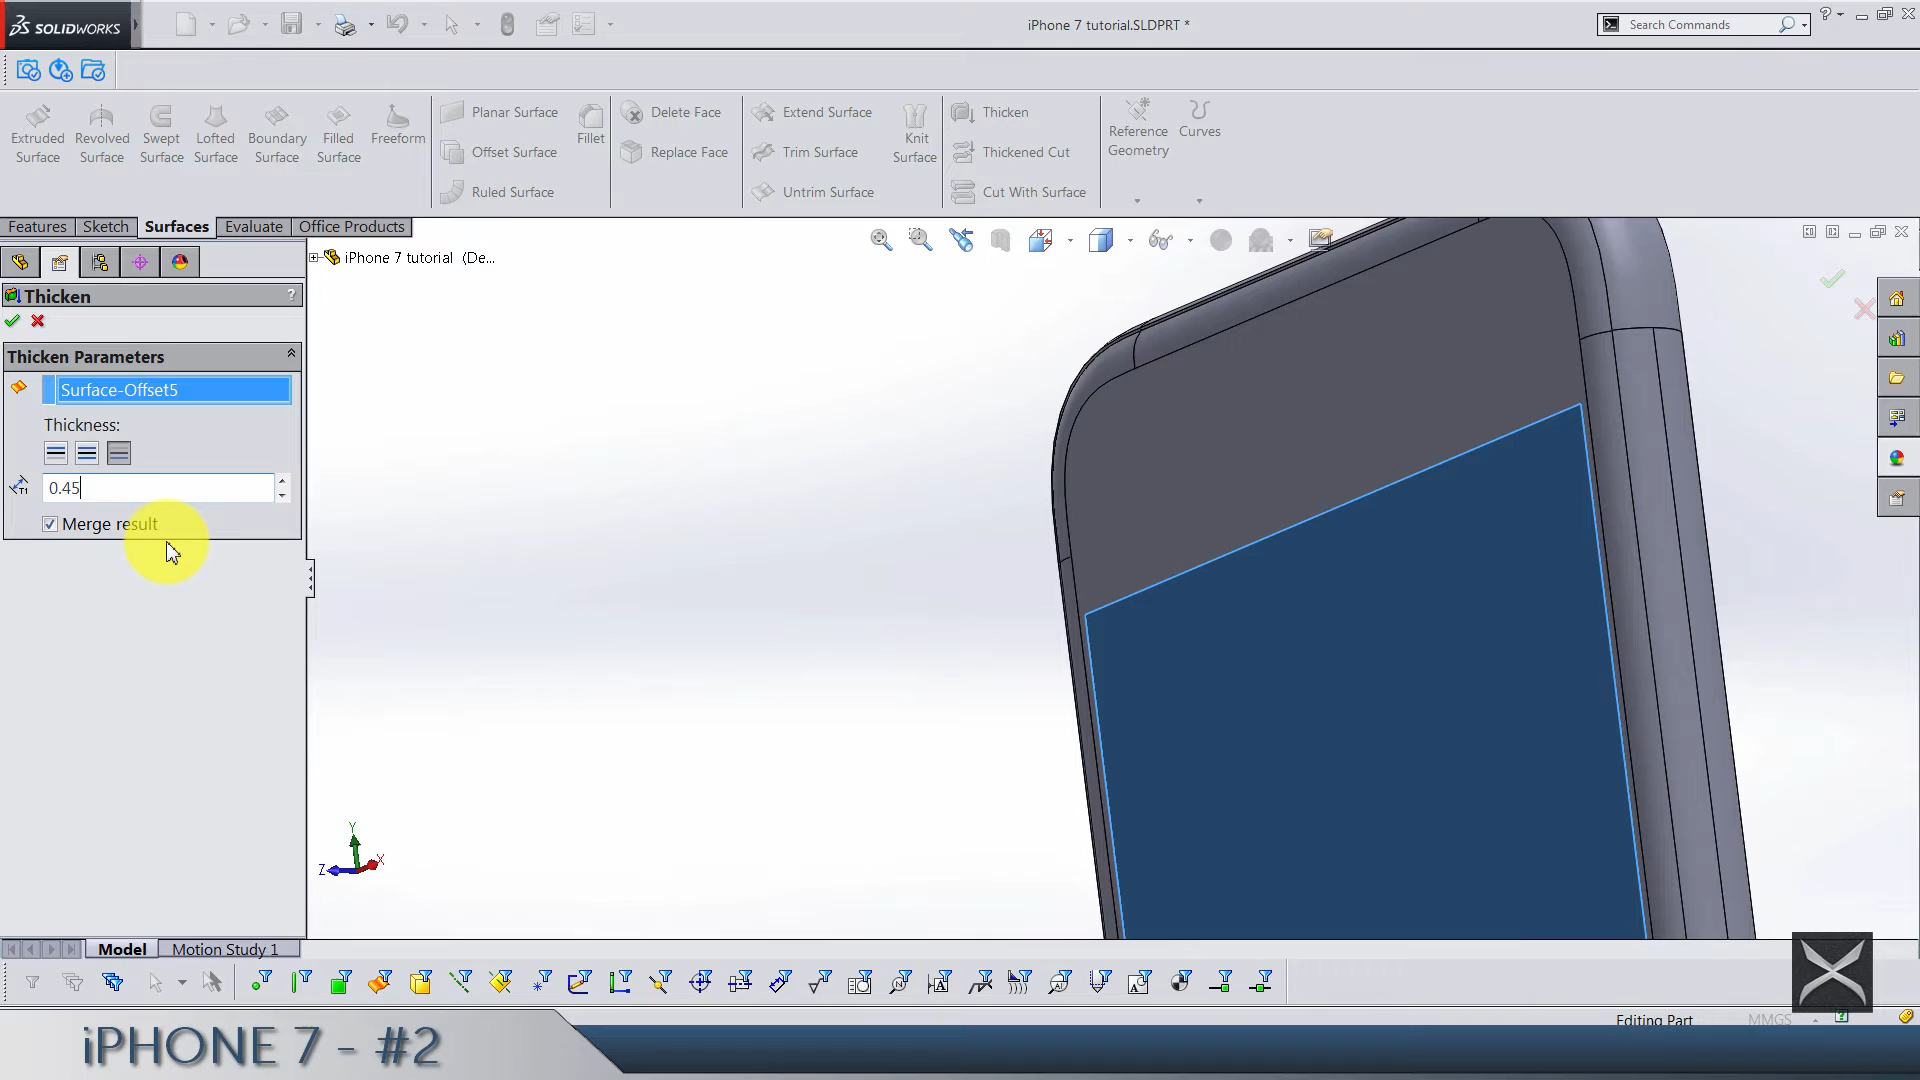 SOLIDWORKS
iPhone 7 tutorial.SLDPRT *
Search Commands
?
Extruded Surface
Revolved Surface
Swept Surface
Lofted Surface
Boundary Surface
Filled Surface
Freeform
Planar Surface
Offset Surface
Ruled Surface
Fillet
Delete Face
Replace Face
Extend Surface
Trim Surface
Untrim Surface
Knit Surface
Thicken
Thickened Cut
Cut With Surface
Reference Geometry
Curves
Features
Sketch
Surfaces
Evaluate
Office Products
iPhone 7 tutorial (De...
Thicken
?
Thicken Parameters
Surface-Offset5
Thickness:
T1
0.45
Merge result
Y
Z
X
Model
Motion Study 1
Editing Part
MMGS
?
iPHONE 7 - #2